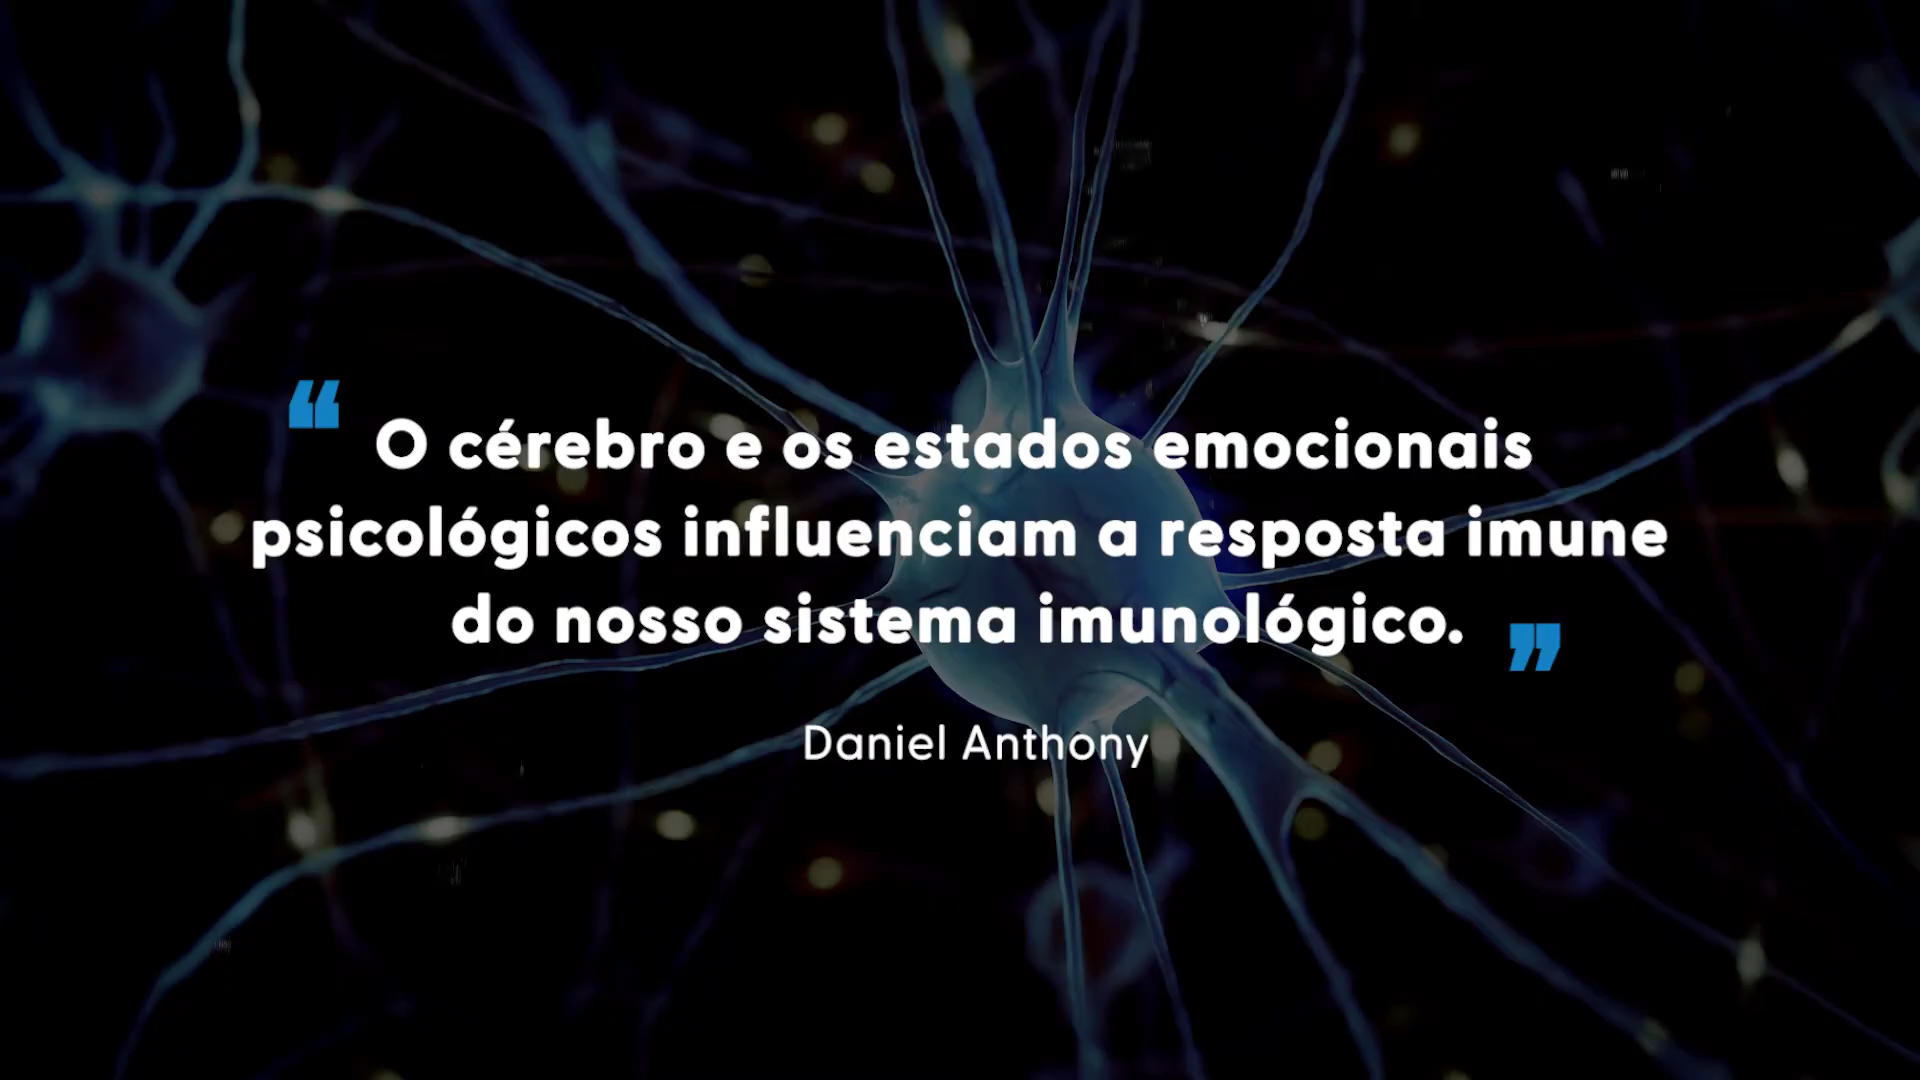 “ O cérebro e os estados emocionais
psicológicos influenciam a resposta imune
do nosso sistema imunológico. ”
Daniel Anthony